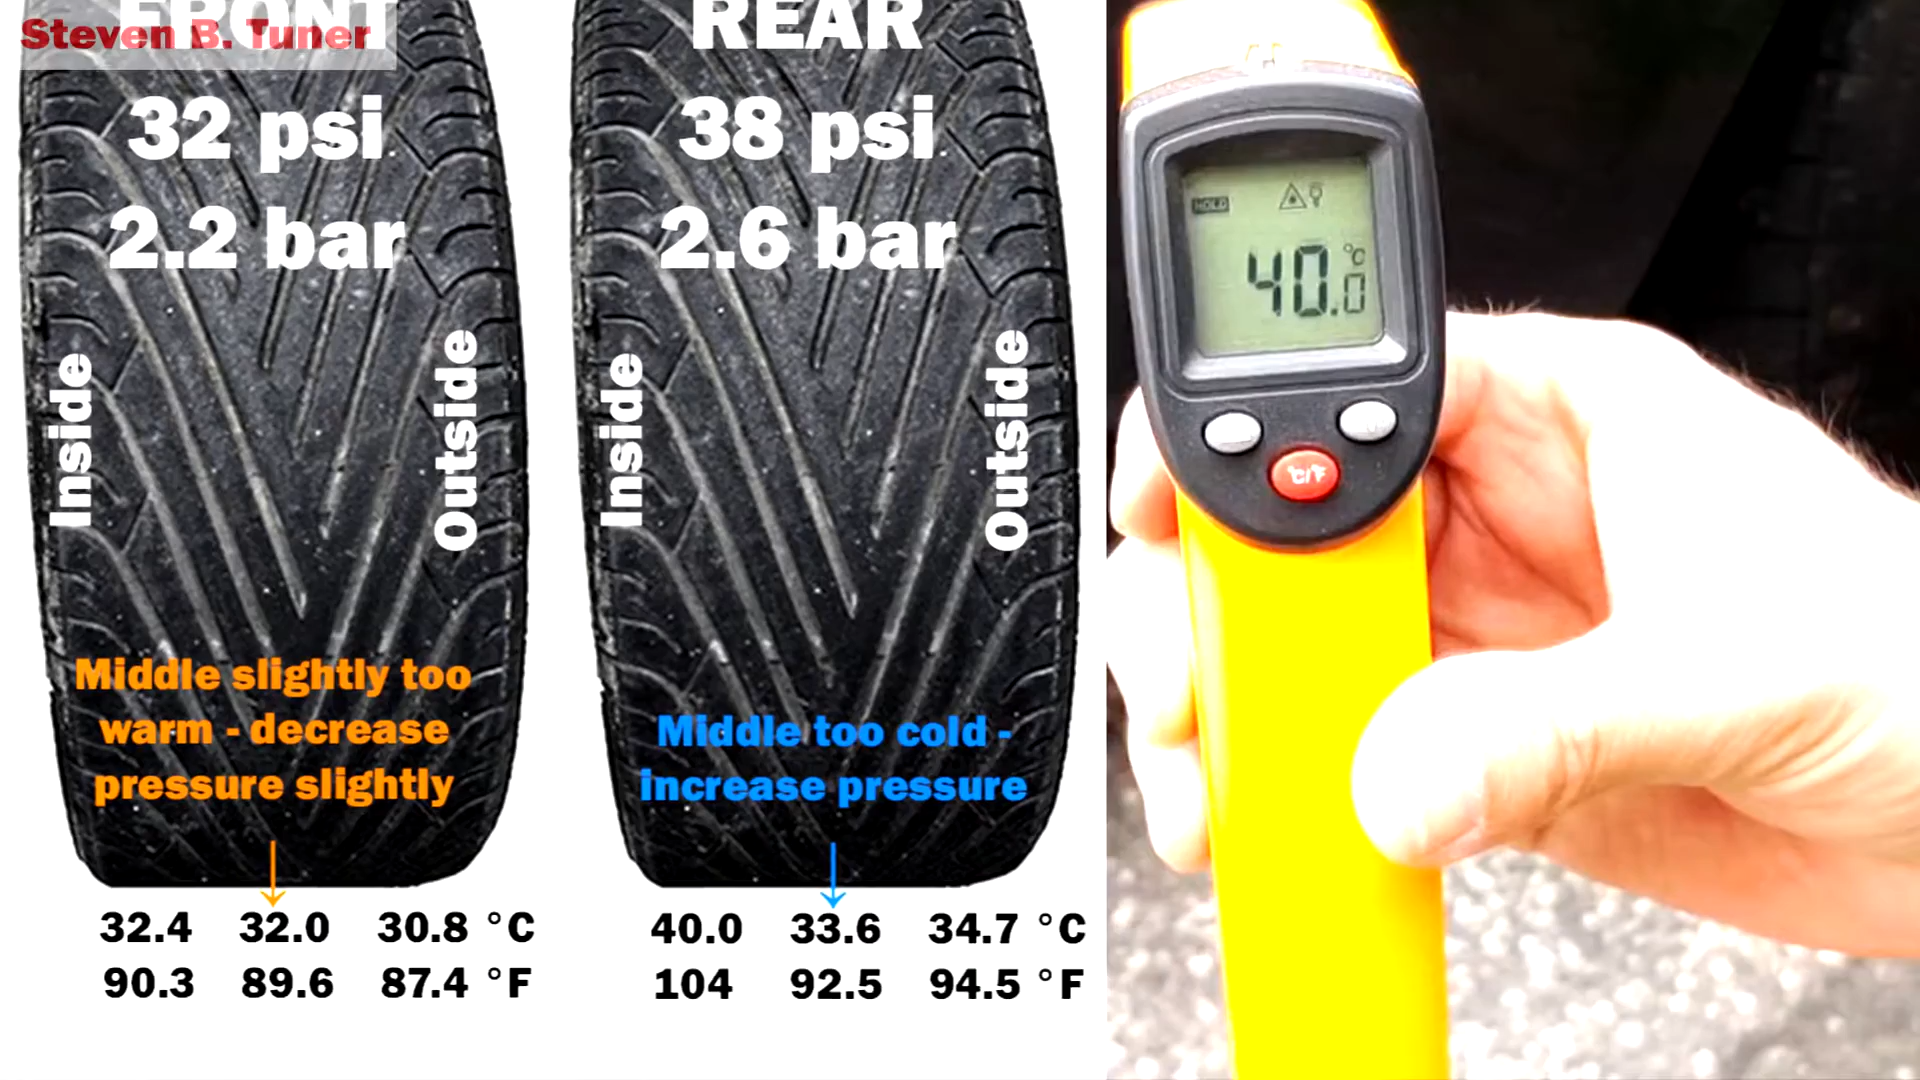 FRONT
Steven B. Tuner
32 psi
2.2 bar
Inside
Outside
Middle slightly too
warm - decrease
pressure slightly
32.4 32.0 30.8 °C
90.3 89.6 87.4 °F
REAR
38 psi
2.6 bar
Inside
Outside
Middle too cold -
increase pressure
40.0 33.6 34.7 °C
104 92.5 94.5 °F
HOLD
40.0 °C
°C/°F